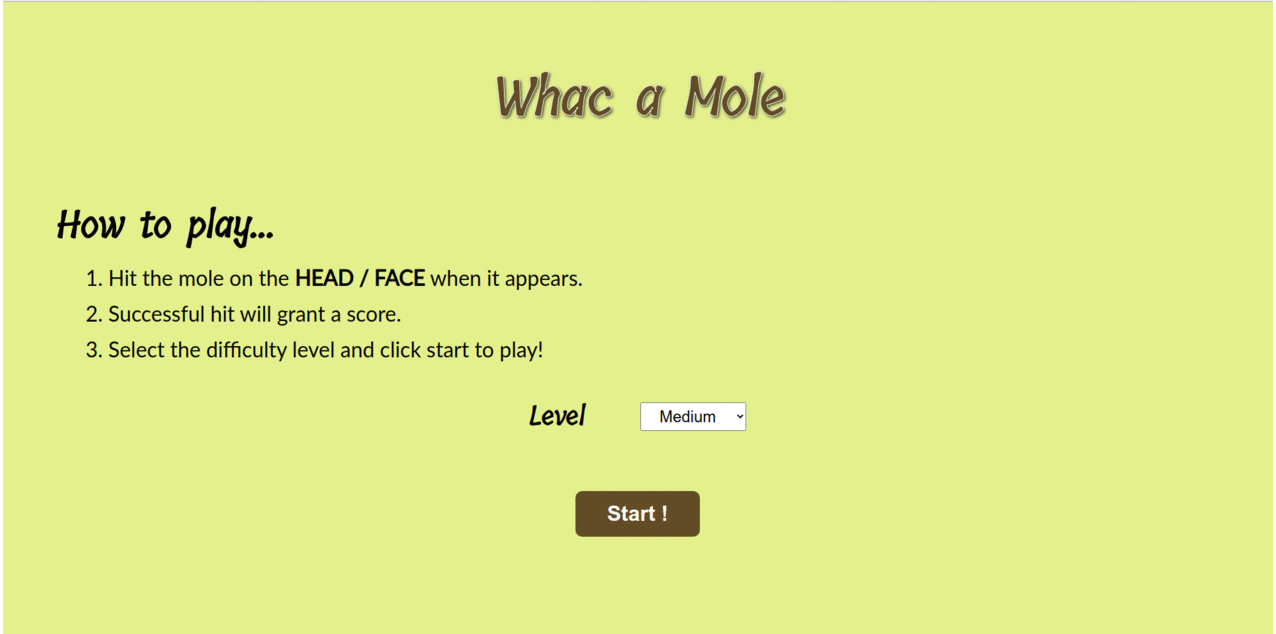 Whac a Mole
How to play...
1. Hit the mole on the HEAD / FACE when it appears.
2. Successful hit will grant a score.
3. Select the difficulty level and click start to play!
Level Medium
Start !